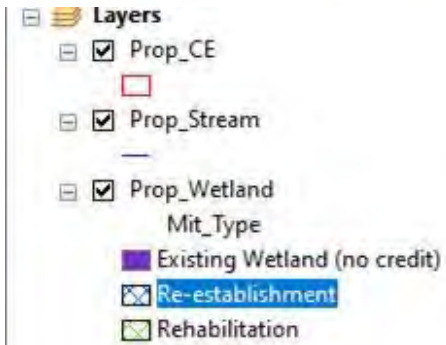 Layers
Prop_CE
Prop_Stream
Prop_Wetland
Mit_Type
Existing Wetland (no credit)
Re-establishment
Rehabilitation